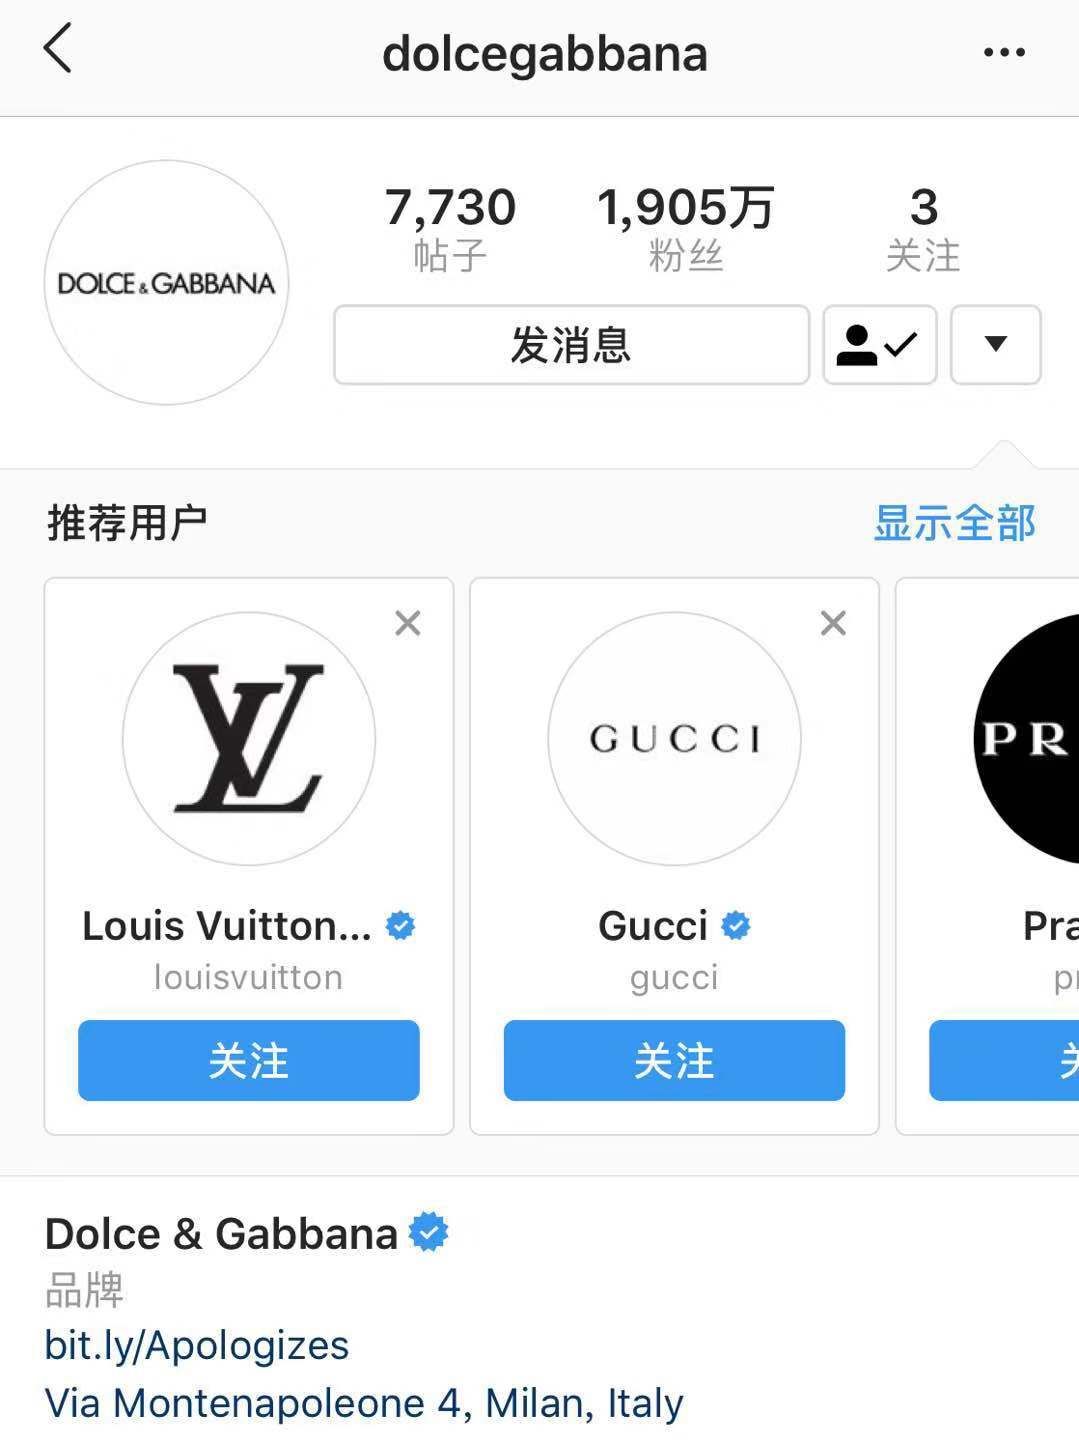 dolcegabbana
DOLCE & GABBANA
7,730 1,905万 3
帖子 粉丝 关注
发消息
推荐用户 显示全部
LV
GUCCI
PR
Louis Vuitton... Gucci Pra
louisvuitton gucci pr
关注 关注 关
Dolce & Gabbana
品牌
bit.ly/Apologizes
Via Montenapoleone 4, Milan, Italy